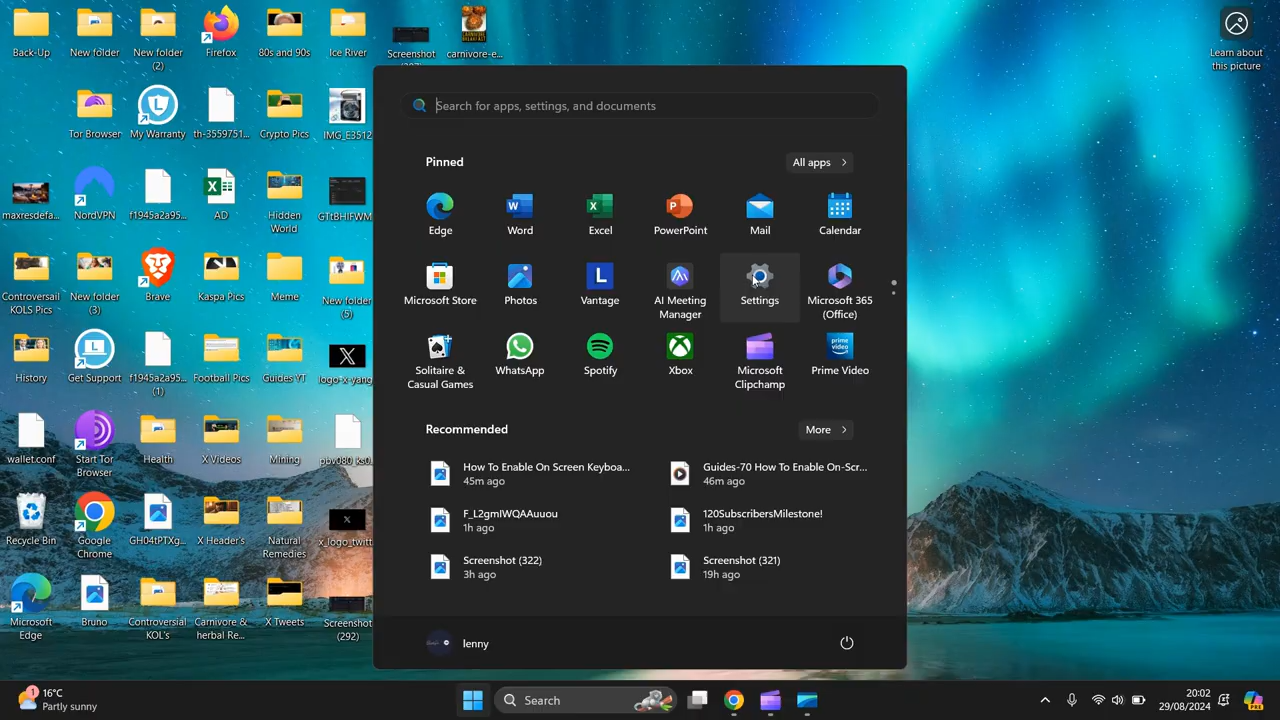 Back-Up
New folder
New folder
(2)
Firefox
80s and 90s
Ice River
Screenshot
carnivore-e...
Learn about
this picture
Tor Browser
My Warranty
th-3559751...
Crypto Pics
IMG_E3512
maxresdefa...
NordVPN
f1945a2a95...
AD
Hidden
World
GTtBHIFWM
Controversail
KOLS Pics
New folder
(3)
Brave
Kaspa Pics
Meme
New folder
(5)
History
Get Support
f1945a2a95...
(1)
Football Pics
Guides YT
logo-x-yang
wallet.conf
Start Tor
Browser
Health
X Videos
Mining
pbv080_ks0
Recycle Bin
Google
Chrome
GH04tPTXg...
X Header's
Natural
Remedies
x_logo_twitt
Microsoft
Edge
Bruno
Controversial
KOL's
Carnivore &
herbal Re...
X Tweets
Screenshot
(292)
Search for apps, settings, and documents
Pinned
All apps
Edge
Word
Excel
PowerPoint
Mail
Calendar
Microsoft Store
Photos
Vantage
AI Meeting
Manager
Settings
Microsoft 365
(Office)
Solitaire &
Casual Games
WhatsApp
Spotify
Xbox
Microsoft
Clipchamp
prime
video
Prime Video
Recommended
More
How To Enable On Screen Keyboa...
45m ago
Guides-70 How To Enable On-Scr...
46m ago
F_L2gmIWQAAuuou
1h ago
120SubscribersMilestone!
1h ago
Screenshot (322)
3h ago
Screenshot (321)
19h ago
lenny
1
16°C
Partly sunny
Search
20:02
29/08/2024